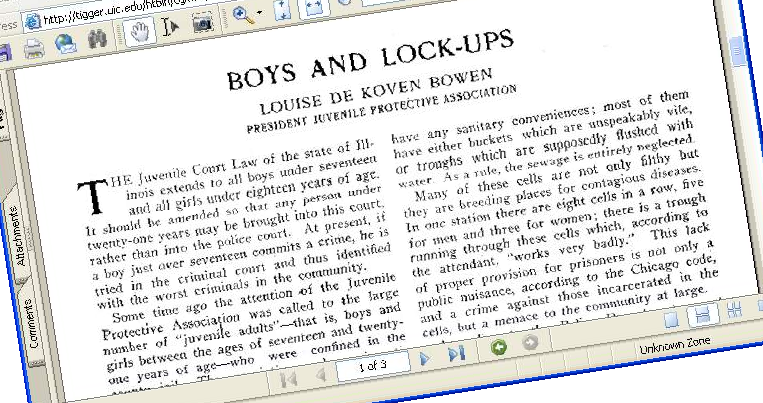 http://tigger.uic.edu/htbin/cgi
BOYS AND LOCK-UPS
LOUISE DE KOVEN BOWEN
PRESIDENT JUVENILE PROTECTIVE ASSOCIATION
THE Juvenile Court Law of the state of Ill-
inois extends to all boys under seventeen
and all girls under eighteen years of age.
It should be amended so that any person under
twenty-one years may be brought into this court,
rather than into the police court. At present, if
a boy just over seventeen commits a crime, he is
tried in the criminal court and thus identified
with the worst criminals in the community.
Some time ago the attention of the Juvenile
Protective Association was called to the large
number of "juvenile adults"—that is, boys and
girls between the ages of seventeen and twenty-
one years of age—who were confined in the
have any sanitary conveniences; most of them
have either buckets which are unspeakably vile,
or troughs which are supposedly flushed with
water. As a rule, the sewage is entirely neglected.
Many of these cells are not only filthy but
they are breeding places for contagious diseases.
In one station there are eight cells in a row, five
for men and three for women; there is a trough
running through these cells which, according to
the attendant, "works very badly." This lack
of proper provision for prisoners is not only a
public nuisance, according to the Chicago code,
and a crime against those incarcerated in the
cells, but a menace to the community at large.
Attachments
Comments
1 of 3
Unknown Zone